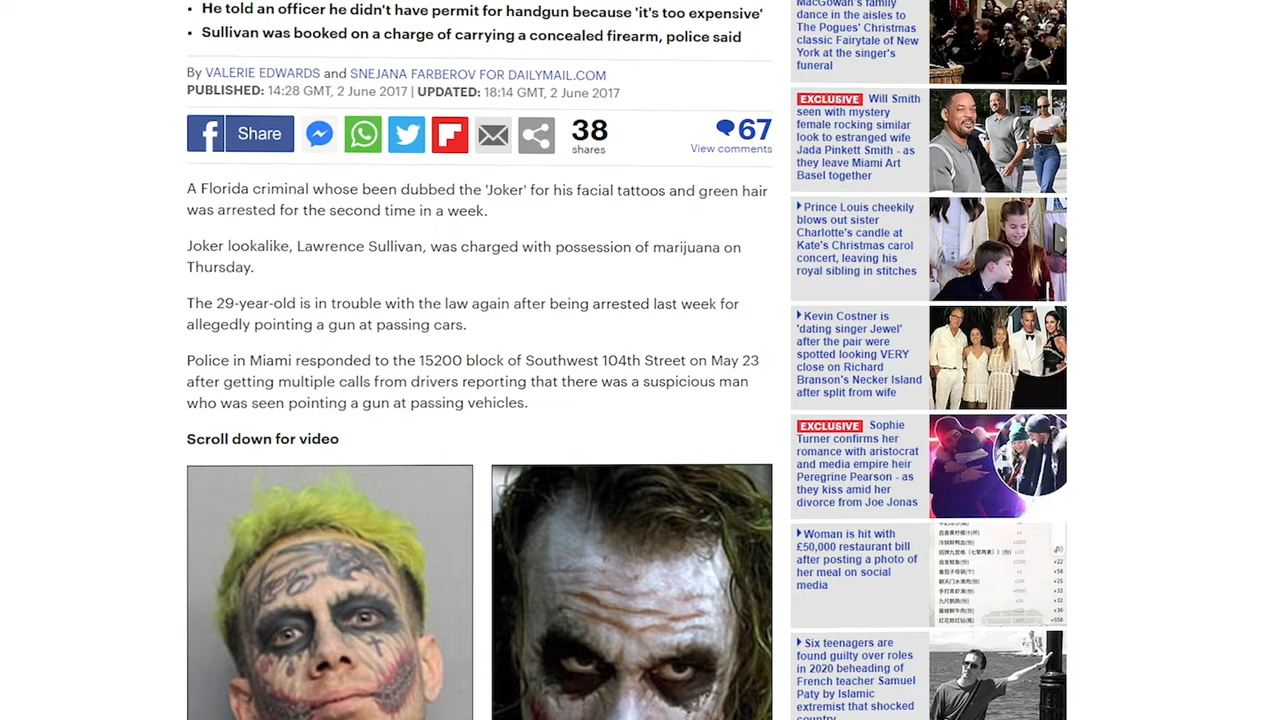 He told an officer he didn't have permit for handgun because 'it's too expensive'
Sullivan was booked on a charge of carrying a concealed firearm, police said
By VALERIE EDWARDS and SNEJANA FARBEROV FOR DAILYMAIL.COM
PUBLISHED: 14:28 GMT, 2 June 2017 | UPDATED: 18:14 GMT, 2 June 2017
Share
38
shares
67
View comments
A Florida criminal whose been dubbed the 'Joker' for his facial tattoos and green hair
was arrested for the second time in a week.
Joker lookalike, Lawrence Sullivan, was charged with possession of marijuana on
Thursday.
The 29-year-old is in trouble with the law again after being arrested last week for
allegedly pointing a gun at passing cars.
Police in Miami responded to the 15200 block of Southwest 104th Street on May 23
after getting multiple calls from drivers reporting that there was a suspicious man
who was seen pointing a gun at passing vehicles.
Scroll down for video
MacGowan's family
dance in the aisles to
The Pogues' Christmas
classic Fairytale of New
York at the singer's
funeral
EXCLUSIVE Will Smith
seen with mystery
female rocking similar
look to estranged wife
Jada Pinkett Smith - as
they leave Miami Art
Basel together
Prince Louis cheekily
blows out sister
Charlotte's candle at
Kate's Christmas carol
concert, leaving his
royal sibling in stitches
Kevin Costner is
'dating singer Jewel'
after the pair were
spotted looking VERY
close on Richard
Branson's Necker Island
after split from wife
EXCLUSIVE Sophie
Turner confirms her
romance with aristocrat
and media empire heir
Peregrine Pearson - as
they kiss amid her
divorce from Joe Jonas
Woman is hit with
£50,000 restaurant bill
after posting a photo of
her meal on social
media
+22
+58
+25
+32
+32
+36
+658
Six teenagers are
found guilty over roles
in 2020 beheading of
French teacher Samuel
Paty by Islamic
extremist that shocked
country